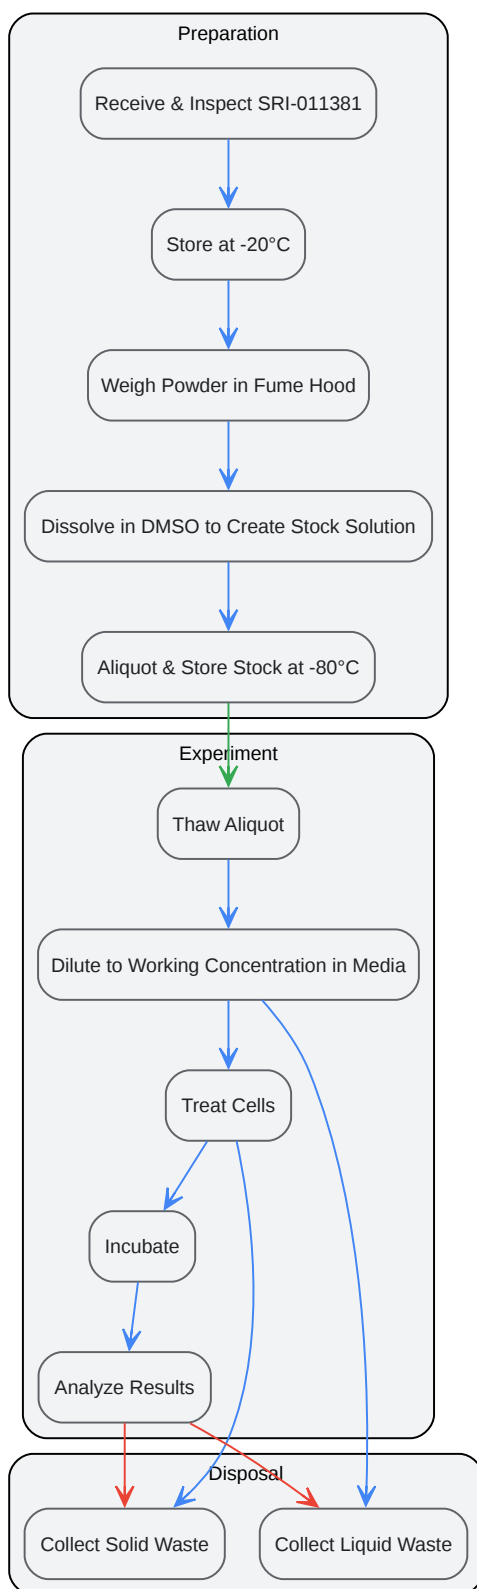 Preparation
Receive & Inspect SRI-011381
Store at -20°C
Weigh Powder in Fume Hood
Dissolve in DMSO to Create Stock Solution
Aliquot & Store Stock at -80°C
Experiment
Thaw Aliquot
Dilute to Working Concentration in Media
Treat Cells
Incubate
Analyze Results
Disposal
Collect Solid Waste
Collect Liquid Waste